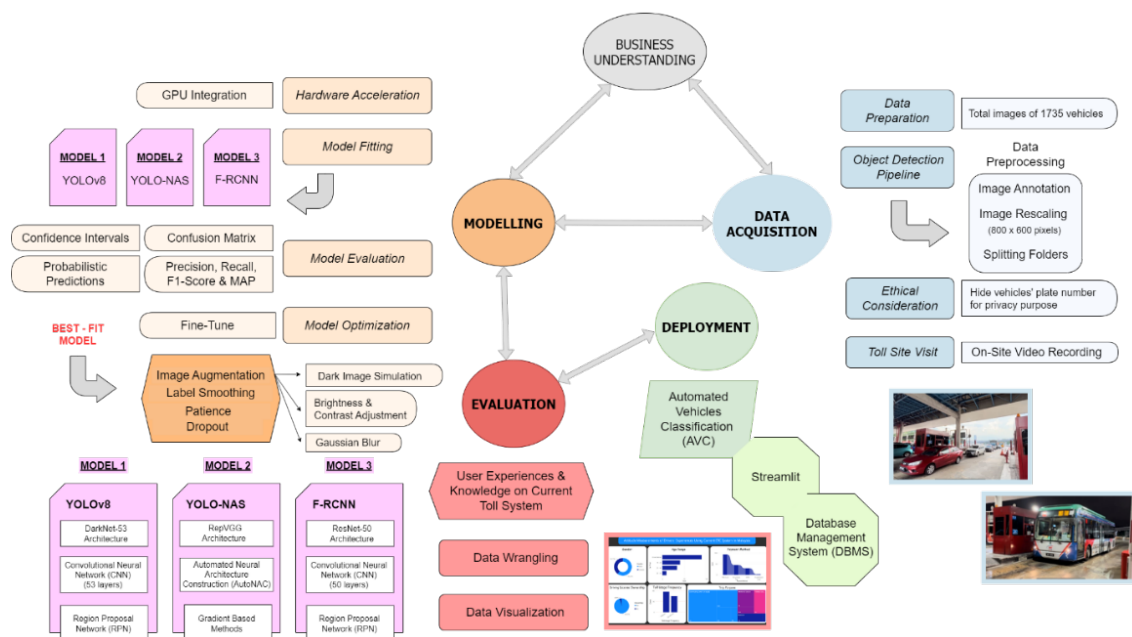 BUSINESS
UNDERSTANDING
GPU Integration
Hardware Acceleration
Model Fitting
MODEL 1
YOLOv8
MODEL 2
YOLO-NAS
MODEL 3
F-RCNN
Confidence Intervals
Confusion Matrix
Probabilistic
Predictions
Precision, Recall,
F1-Score & MAP
Model Evaluation
Fine-Tune
Model Optimization
BEST - FIT
MODEL
Image Augmentation
Label Smoothing
Patience
Dropout
Dark Image Simulation
Brightness &
Contrast Adjustment
Gaussian Blur
MODEL 1
YOLOv8
DarkNet-53
Architecture
Convolutional Neural
Network (CNN)
(53 layers)
Region Proposal
Network (RPN)
MODEL 2
YOLO-NAS
RepVGG
Architecture
Automated Neural
Architecture
Construction (AutoNAC)
Gradient Based
Methods
MODEL 3
F-RCNN
ResNet-50
Architecture
Convolutional Neural
Network (CNN)
(50 layers)
Region Proposal
Network (RPN)
MODELLING
DATA
ACQUISITION
DEPLOYMENT
EVALUATION
Automated
Vehicles
Classification
(AVC)
Streamlit
Database
Management
System (DBMS)
User Experiences &
Knowledge on Current
Toll System
Data Wrangling
Data Visualization
Data
Preparation
Total images of 1735 vehicles
Object Detection
Pipeline
Data
Preprocessing
Image Annotation
Image Rescaling
(800 x 600 pixels)
Splitting Folders
Ethical
Consideration
Hide vehicles' plate number
for privacy purpose
Toll Site Visit
On-Site Video Recording